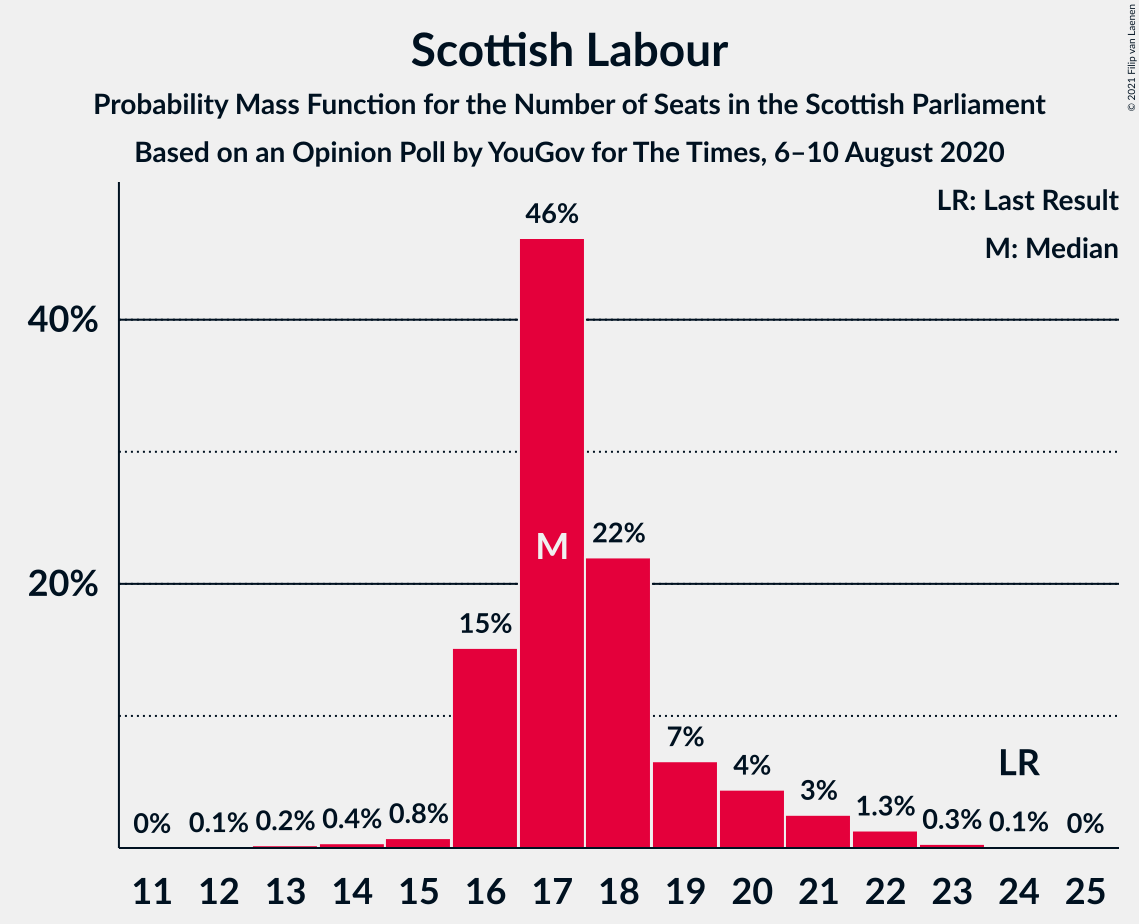 Scottish Labour
Probability Mass Function for the Number of Seats in the Scottish Parliament
Based on an Opinion Poll by YouGov for The Times, 6–10 August 2020
© 2021 Filip van Laenen
LR: Last Result
M: Median
46%
40%
M
22%
20%
15%
7%
LR
4%
3%
0% 0.1% 0.2% 0.4% 0.8% 1.3% 0.3% 0.1% 0%
11 12 13 14 15 16 17 18 19 20 21 22 23 24 25